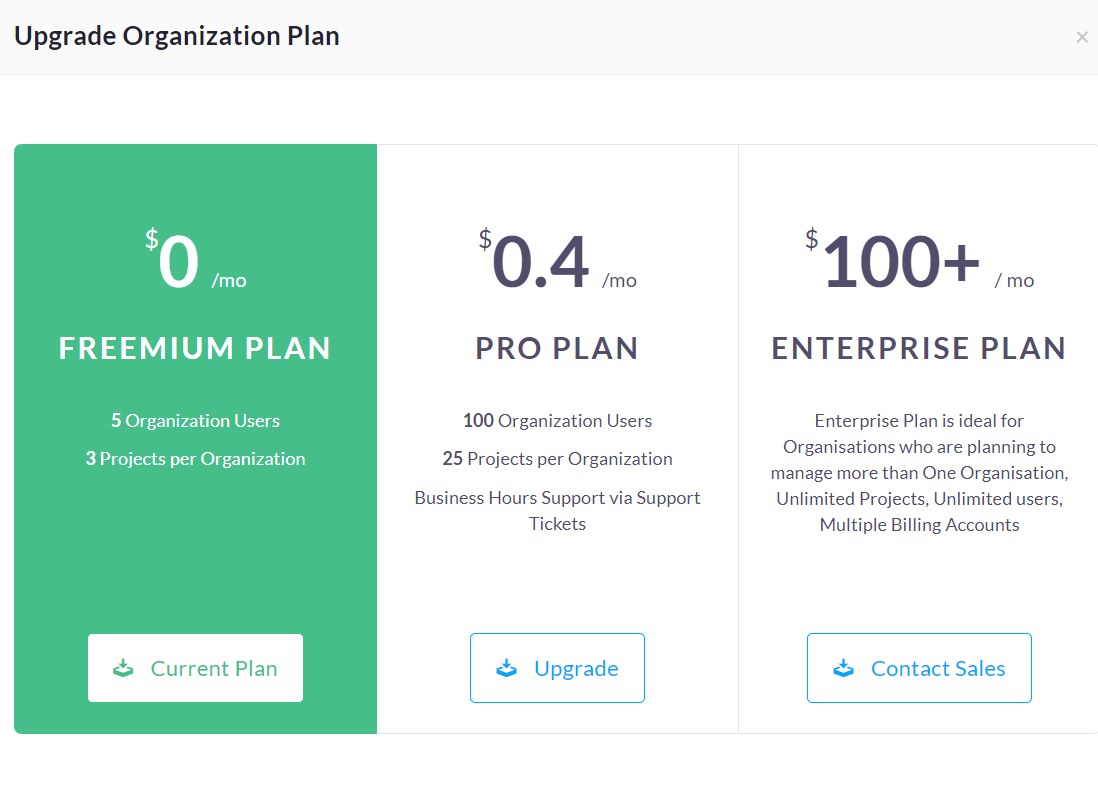 Upgrade Organization Plan
×
$0 /mo
FREEMIUM PLAN
5 Organization Users
3 Projects per Organization
Current Plan
$0.4 /mo
PRO PLAN
100 Organization Users
25 Projects per Organization
Business Hours Support via Support
Tickets
Upgrade
$100+ / mo
ENTERPRISE PLAN
Enterprise Plan is ideal for
Organisations who are planning to
manage more than One Organisation,
Unlimited Projects, Unlimited users,
Multiple Billing Accounts
Contact Sales